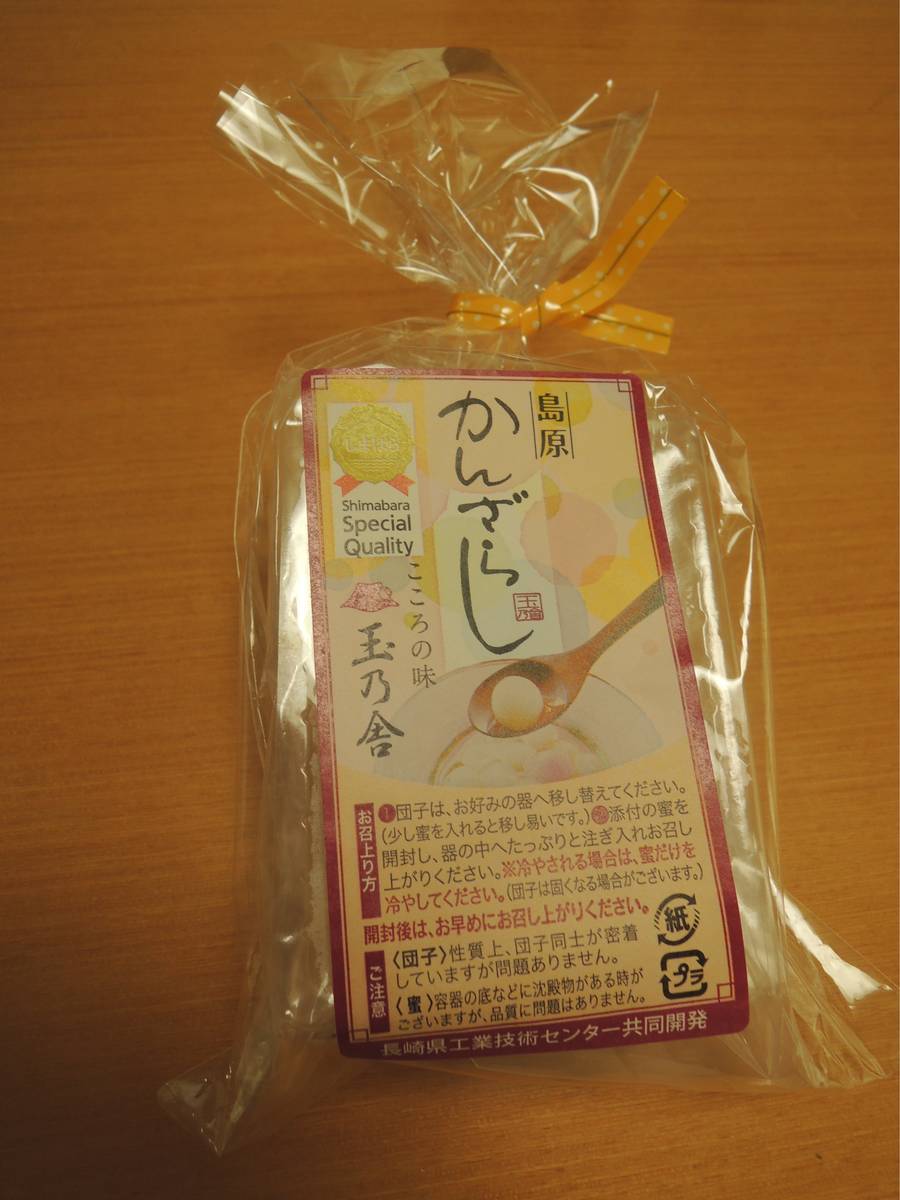 島原
かんざらし
玉乃舎
しまばら
Shimabara
Special
Quality
こころの味
玉乃舎
お召上り方
①団子は、お好みの器へ移し替えてください。
(少し蜜を入れると移し易いです。)②添付の蜜を
開封し、器の中へたっぷりと注ぎ入れお召し
上がりください。※冷やされる場合は、蜜だけを
冷やしてください。(団子は固くなる場合がございます。)
開封後は、お早めにお召し上がりください。
ご注意
〈団子〉性質上、団子同士が密着
していますが問題ありません。
〈蜜〉容器の底などに沈殿物がある時が
ございますが、品質に問題はありません。
紙
プラ
長崎県工業技術センター共同開発